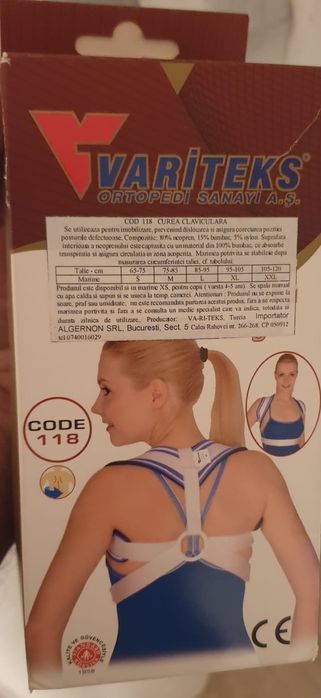 VARİTEKS®
ORTOPEDİ SANAYİ A.Ş.
COD 118 CUREA CLAVICULARA
Se utilizeaza pentru imobilizare, prevenind dislocarea si asigura corectarea pozitiei
posturale defectuoase. Compozitie: 80% neopren, 15% bumbac, 5% nylon. Suprafata
interioara a neoprenului este captusita cu un material din 100% bumbac, ce absoarbe
transpiratia si asigura circulatia in zona acoperita. Marimea potrivita se stabileste dupa
masurarea circumferintei taliei, cf. tabelului:
Talie - cm 65-75 75-85 85-95 95-105 105-120
Marime S M L XL XXL
Produsul este disponibil si in marime XS, pentru copii ( varsta 4-5 ani). Se spala manual
cu apa calda si sapun si se usuca la temp. camerei. Atentionari : Produsul nu se expune la
soare, praf sau umiditate; nu este recomandata purtarea acestui produs, fara a se respecta
marimea potrivita si fara a se consulta un medic specialist care va indica, totodata si
durata zilnica de utilizare. Producator: VA-RI-TEKS, Turcia Importator
ALGERNON SRL, Bucuresti, Sect. 5 Calea Rahovei nr. 266-268, CP 050912
tel 0740016029
CODE
118
KALİTE VE GÜVENCESİYLE
1958
CE